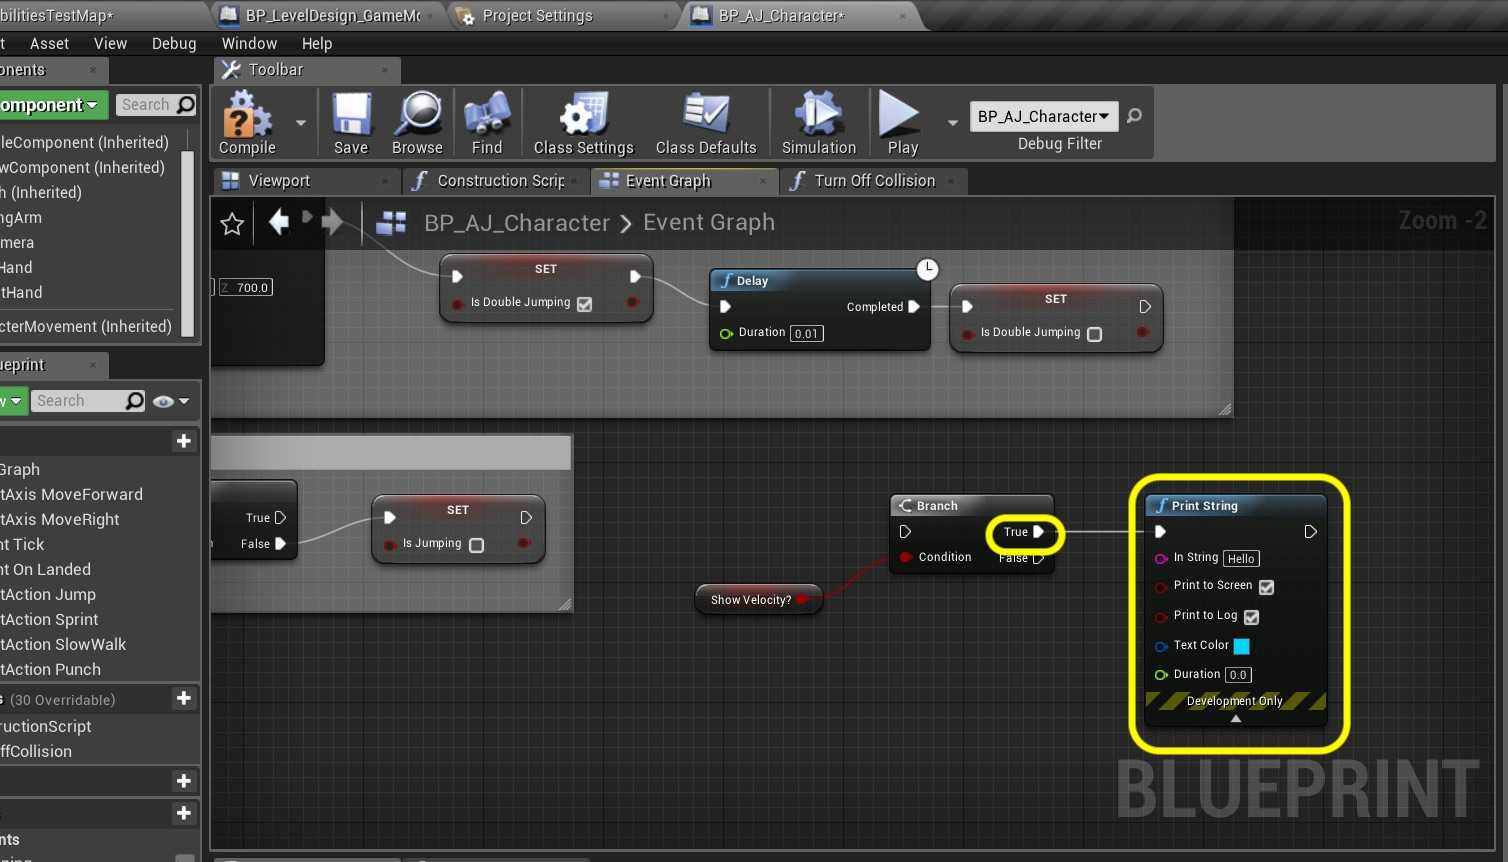 bilitiesTestMap*
BP_LevelDesign_GameMo
Project Settings
BP_AJ_Character*
t Asset View Debug Window Help
onents
Toolbar
omponent
Search
Compile
Save
Browse
Find
Class Settings
Class Defaults
Simulation
Play
BP_AJ_Character
Debug Filter
leComponent (Inherited)
wComponent (Inherited)
h (Inherited)
ngArm
mera
Hand
tHand
cterMovement (Inherited)
Viewport
Construction Scrip
Event Graph
Turn Off Collision
BP_AJ_Character > Event Graph
Zoom -2
Z 700.0
SET
Is Double Jumping
Delay
Completed
Duration 0.01
SET
Is Double Jumping
ueprint
w
Search
Graph
tAxis MoveForward
tAxis MoveRight
nt Tick
nt On Landed
tAction Jump
tAction Sprint
tAction SlowWalk
tAction Punch
s (30 Overridable)
ructionScript
ffCollision
nts
True
False
SET
Is Jumping
Branch
True
Condition
False
Show Velocity?
Print String
In String Hello
Print to Screen
Print to Log
Text Color
Duration 0.0
Development Only
BLUEPRINT